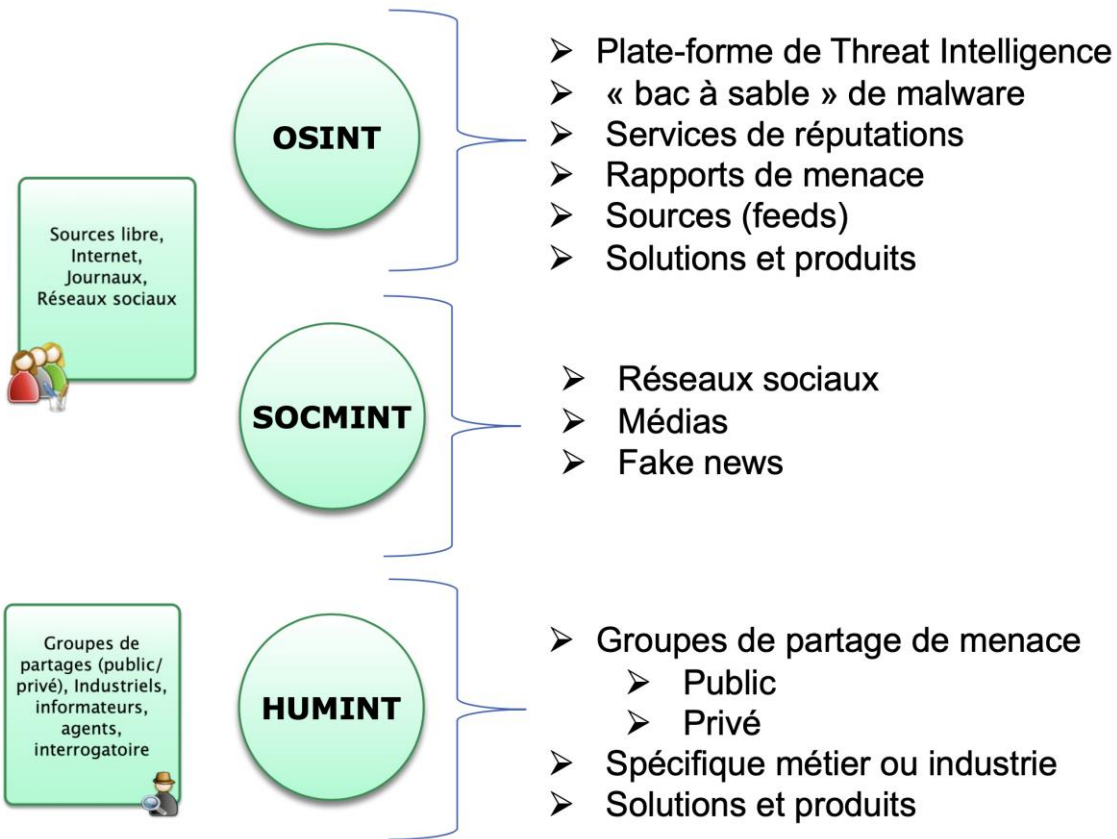 OSINT
➢ Plate-forme de Threat Intelligence
➢ « bac à sable » de malware
➢ Services de réputations
➢ Rapports de menace
➢ Sources (feeds)
➢ Solutions et produits
Sources libre,
Internet,
Journaux,
Réseaux sociaux
SOCMINT
➢ Réseaux sociaux
➢ Médias
➢ Fake news
Groupes de
partages (public/
privé), Industriels,
informateurs,
agents,
interrogatoire
HUMINT
➢ Groupes de partage de menace
➢ Public
➢ Privé
➢ Spécifique métier ou industrie
➢ Solutions et produits